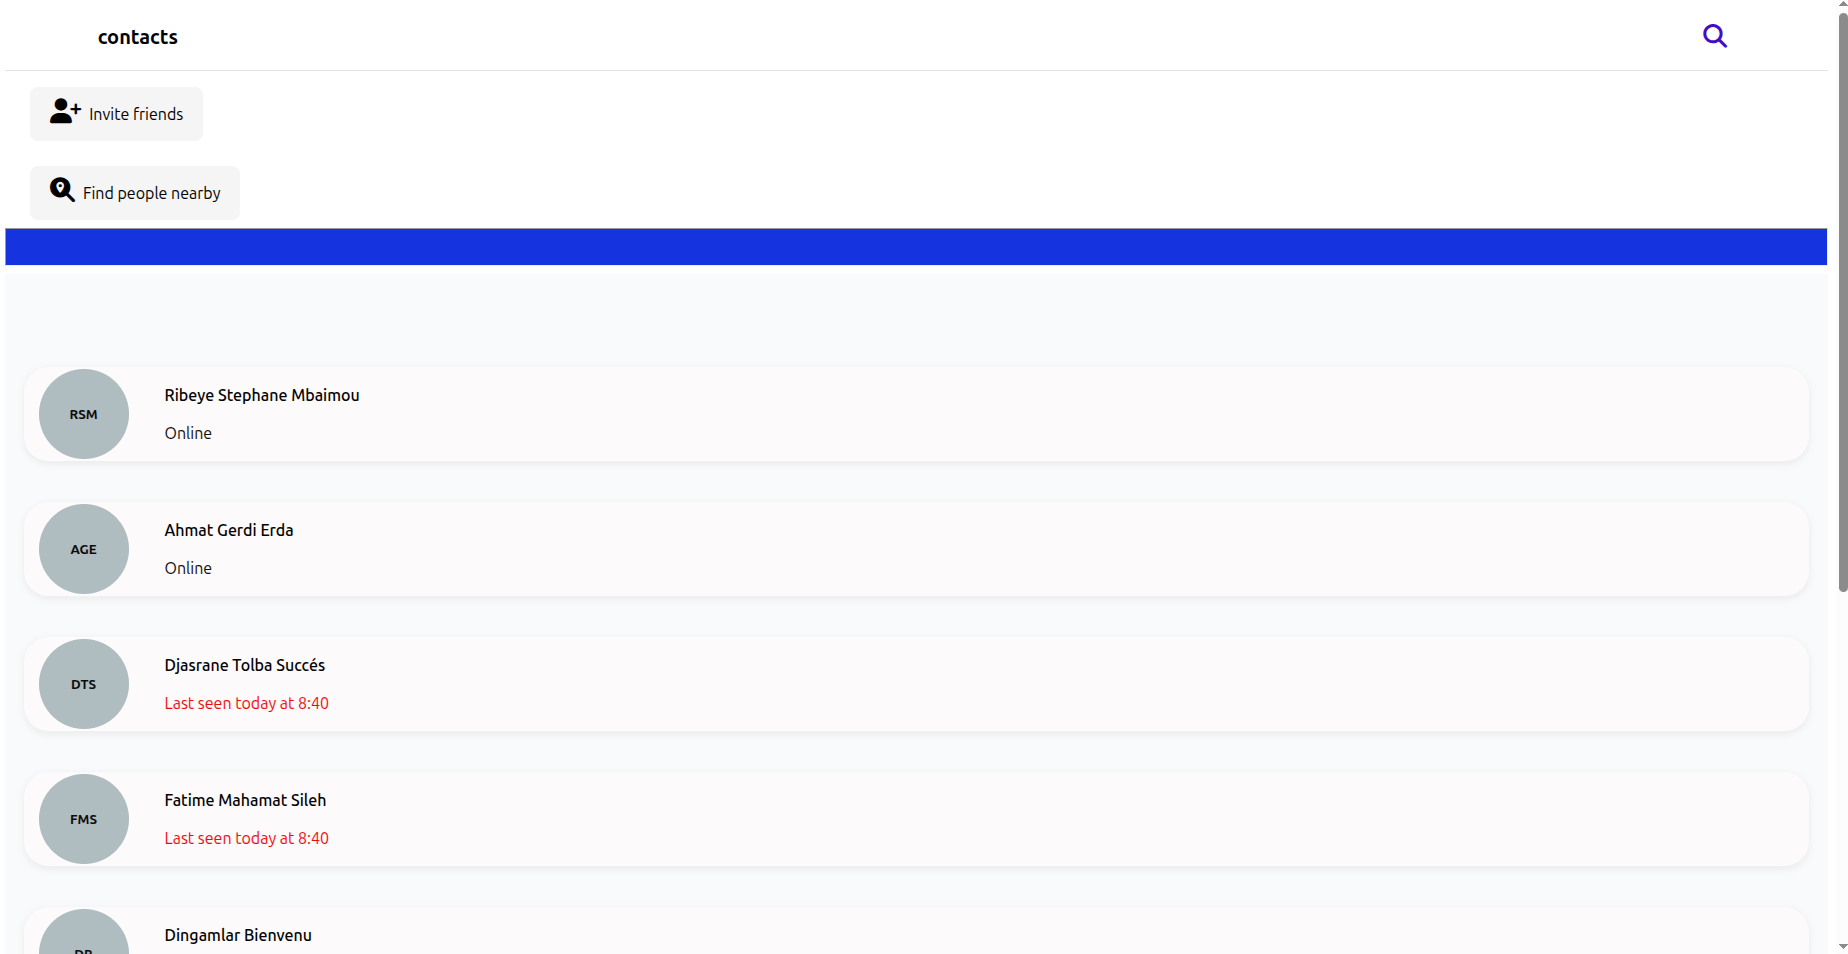 contacts
Invite friends
Find people nearby
RSM
Ribeye Stephane Mbaimou
Online
AGE
Ahmat Gerdi Erda
Online
DTS
Djasrane Tolba Succés
Last seen today at 8:40
FMS
Fatime Mahamat Sileh
Last seen today at 8:40
Dingamlar Bienvenu